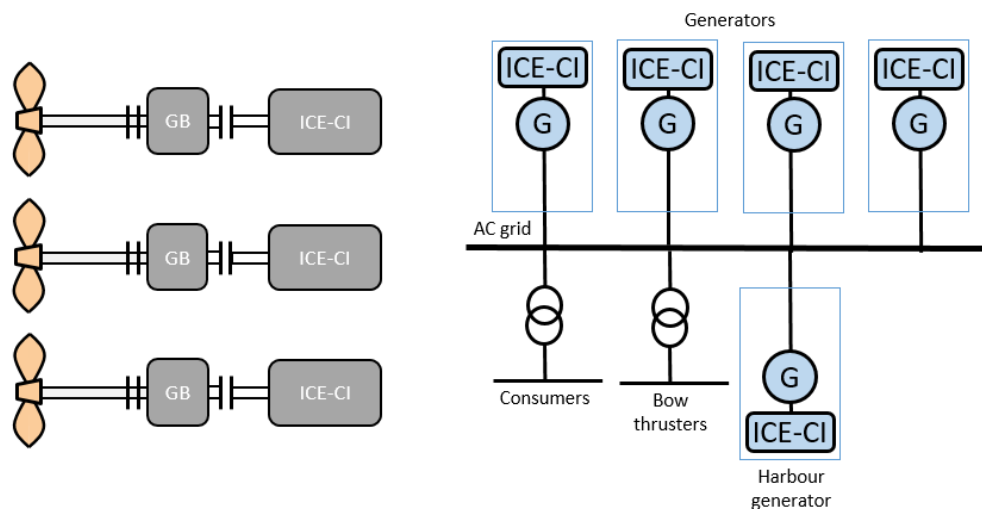 GB
ICE-CI
GB
ICE-CI
GB
ICE-CI
Generators
ICE-CI
ICE-CI
ICE-CI
ICE-CI
G
G
G
G
AC grid
Consumers
Bow
thrusters
G
ICE-CI
Harbour
generator